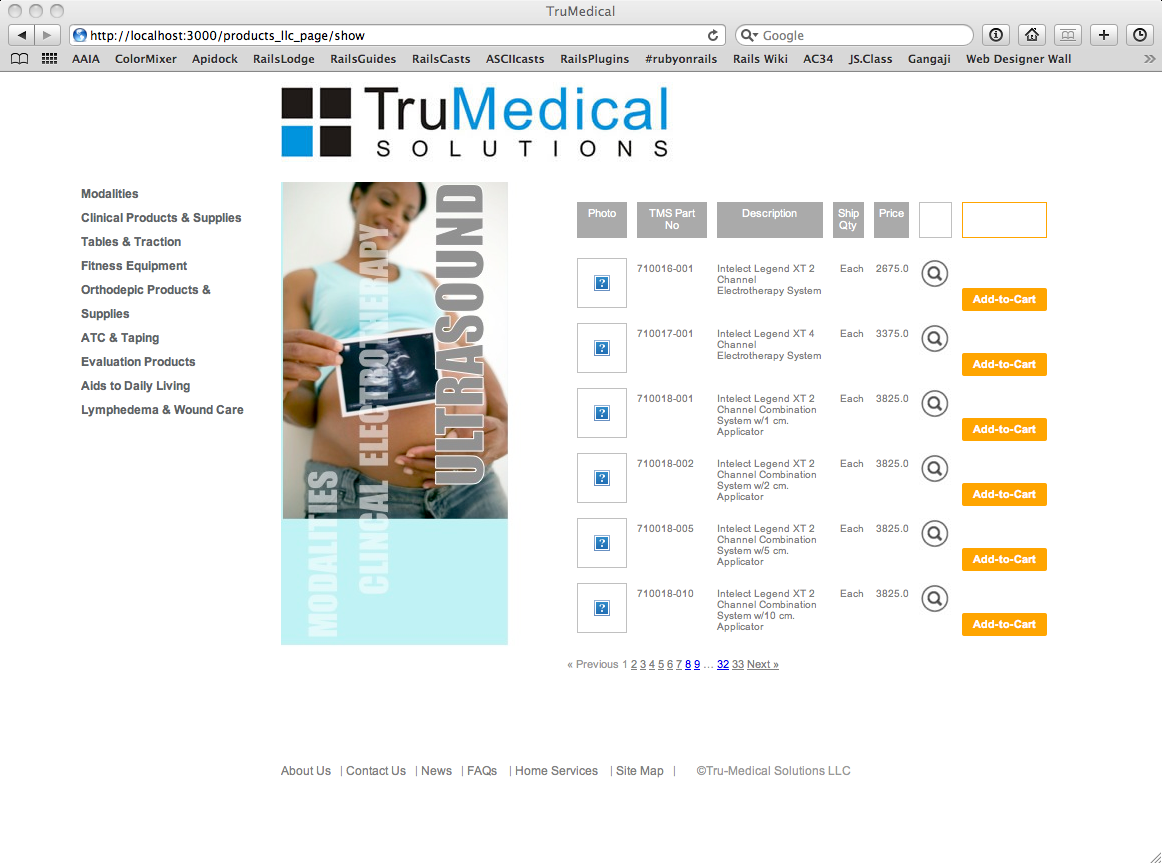 TruMedical
http://localhost:3000/products_llc_page/show
Google
AAIA ColorMixer Apidock RailsLodge RailsGuides RailsCasts ASCIIcasts RailsPlugins #rubyonrails Rails Wiki AC34 JS.Class Gangaji Web Designer Wall
TruMedical
SOLUTIONS
Modalities
Clinical Products & Supplies
Tables & Traction
Fitness Equipment
Orthodepic Products &
Supplies
ATC & Taping
Evaluation Products
Aids to Daily Living
Lymphedema & Wound Care
MODALITIES
CLINCAL ELECTROTHERAPY
ULTRASOUND
Photo
TMS Part
No
Description
Ship
Qty
Price
710016-001
Intelect Legend XT 2
Channel
Electrotherapy System
Each
2675.0
Add-to-Cart
710017-001
Intelect Legend XT 4
Channel
Electrotherapy System
Each
3375.0
Add-to-Cart
710018-001
Intelect Legend XT 2
Channel Combination
System w/1 cm.
Applicator
Each
3825.0
Add-to-Cart
710018-002
Intelect Legend XT 2
Channel Combination
System w/2 cm.
Applicator
Each
3825.0
Add-to-Cart
710018-005
Intelect Legend XT 2
Channel Combination
System w/5 cm.
Applicator
Each
3825.0
Add-to-Cart
710018-010
Intelect Legend XT 2
Channel Combination
System w/10 cm.
Applicator
Each
3825.0
Add-to-Cart
« Previous 1 2 3 4 5 6 7 8 9 … 32 33 Next »
About Us | Contact Us | News | FAQs | Home Services | Site Map | ©Tru-Medical Solutions LLC